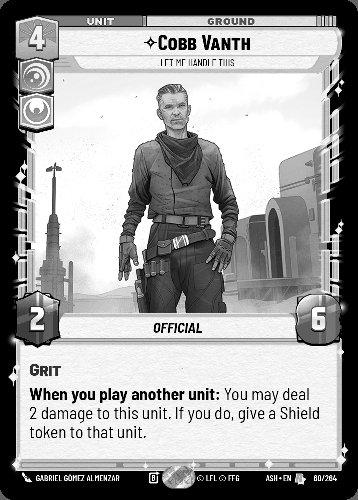 UNIT GROUND
4
✧COBB VANTH
LET ME HANDLE THIS
2
OFFICIAL
6
GRIT
When you play another unit: You may deal
2 damage to this unit. If you do, give a Shield
token to that unit.
GABRIEL GÓMEZ ALMENZAR
© LFL © FFG
ASH • EN
60/264